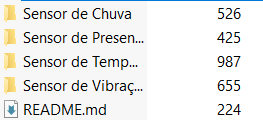 Sensor de Chuva 526
Sensor de Presen... 425
Sensor de Temp... 987
Sensor de Vibraç... 655
README.md 224